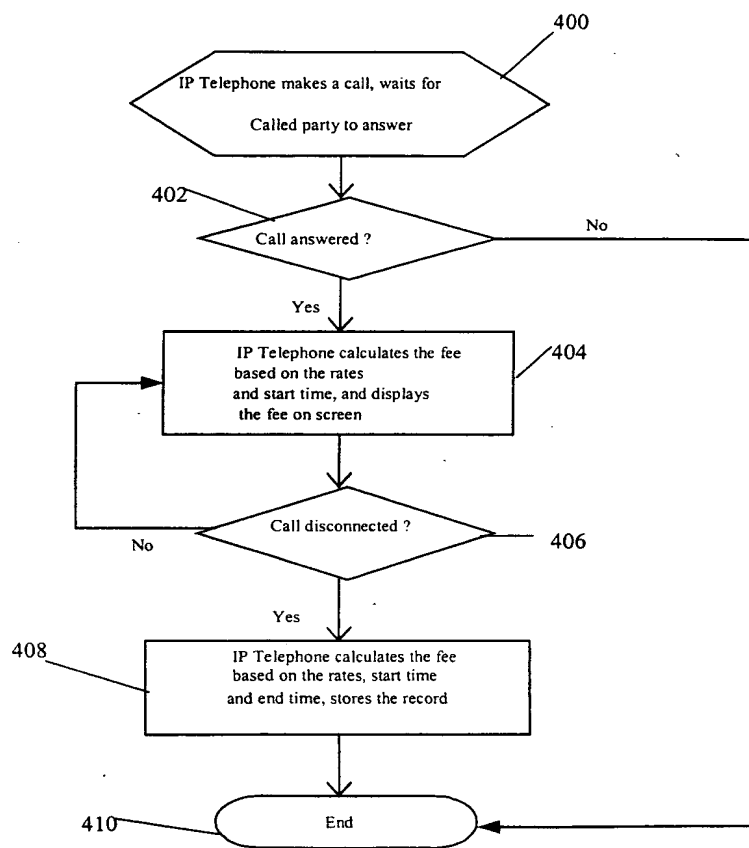 400
IP Telephone makes a call, waits for
Called party to answer
402
Call answered ?
No
Yes
IP Telephone calculates the fee
based on the rates
and start time, and displays
the fee on screen
404
Call disconnected ?
406
No
Yes
408
IP Telephone calculates the fee
based on the rates, start time
and end time, stores the record
End
410